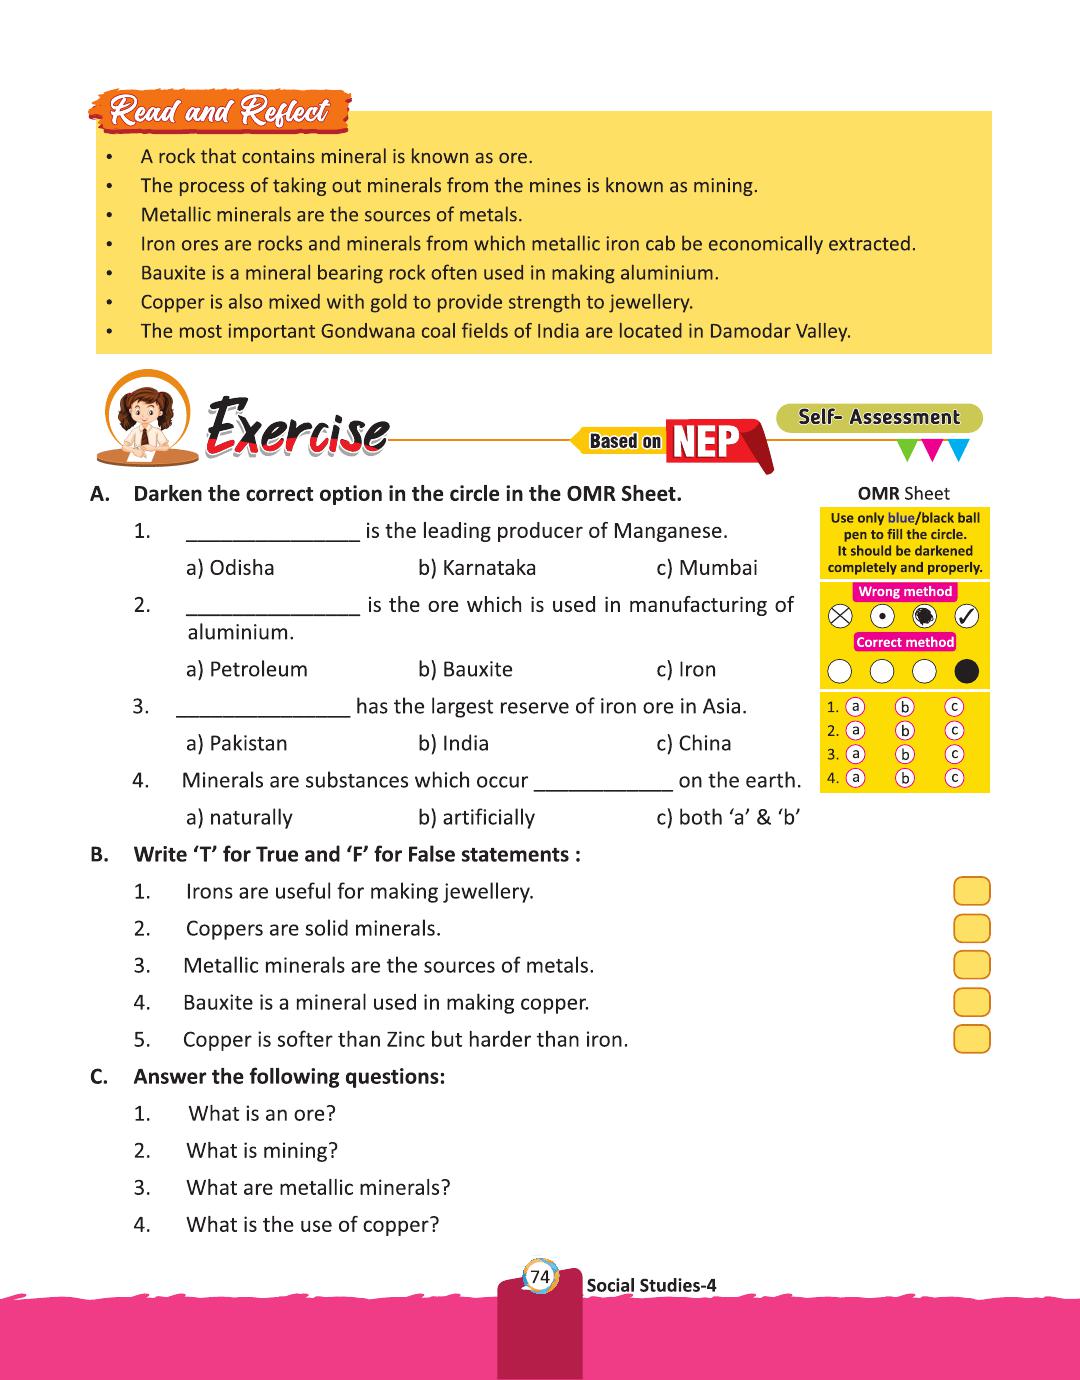 Read and Reflect
• A rock that contains mineral is known as ore.
• The process of taking out minerals from the mines is known as mining.
• Metallic minerals are the sources of metals.
• Iron ores are rocks and minerals from which metallic iron cab be economically extracted.
• Bauxite is a mineral bearing rock often used in making aluminium.
• Copper is also mixed with gold to provide strength to jewellery.
• The most important Gondwana coal fields of India are located in Damodar Valley.
Exercise
Based on NEP
Self- Assessment
A. Darken the correct option in the circle in the OMR Sheet.
1. _______________ is the leading producer of Manganese.
a) Odisha b) Karnataka c) Mumbai
2. _______________ is the ore which is used in manufacturing of
aluminium.
a) Petroleum b) Bauxite c) Iron
3. _______________ has the largest reserve of iron ore in Asia.
a) Pakistan b) India c) China
4. Minerals are substances which occur ____________ on the earth.
a) naturally b) artificially c) both ‘a’ & ‘b’
OMR Sheet
Use only blue/black ball
pen to fill the circle.
It should be darkened
completely and properly.
Wrong method
Correct method
1. a b c
2. a b c
3. a b c
4. a b c
B. Write ‘T’ for True and ‘F’ for False statements :
1. Irons are useful for making jewellery.
2. Coppers are solid minerals.
3. Metallic minerals are the sources of metals.
4. Bauxite is a mineral used in making copper.
5. Copper is softer than Zinc but harder than iron.
C. Answer the following questions:
1. What is an ore?
2. What is mining?
3. What are metallic minerals?
4. What is the use of copper?
74
Social Studies-4